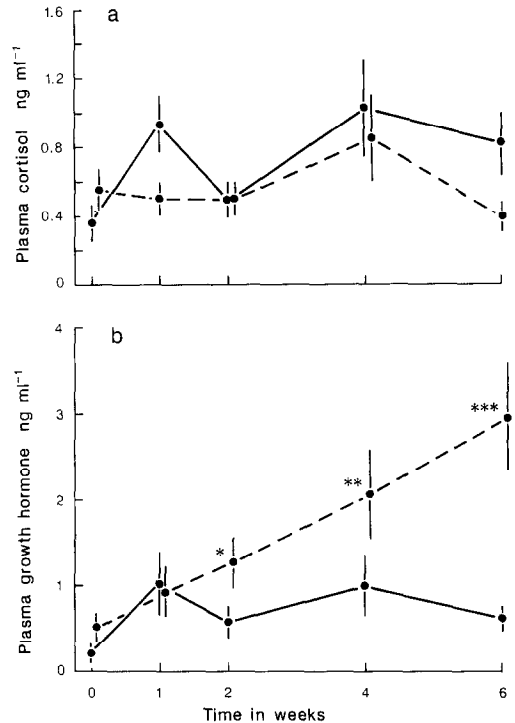 a
Plasma cortisol ng ml⁻¹
1.6
1.2
0.8
0.4
0
b
Plasma growth hormone ng ml⁻¹
4
3
2
1
0
*
**
***
0 1 2 4 6
Time in weeks